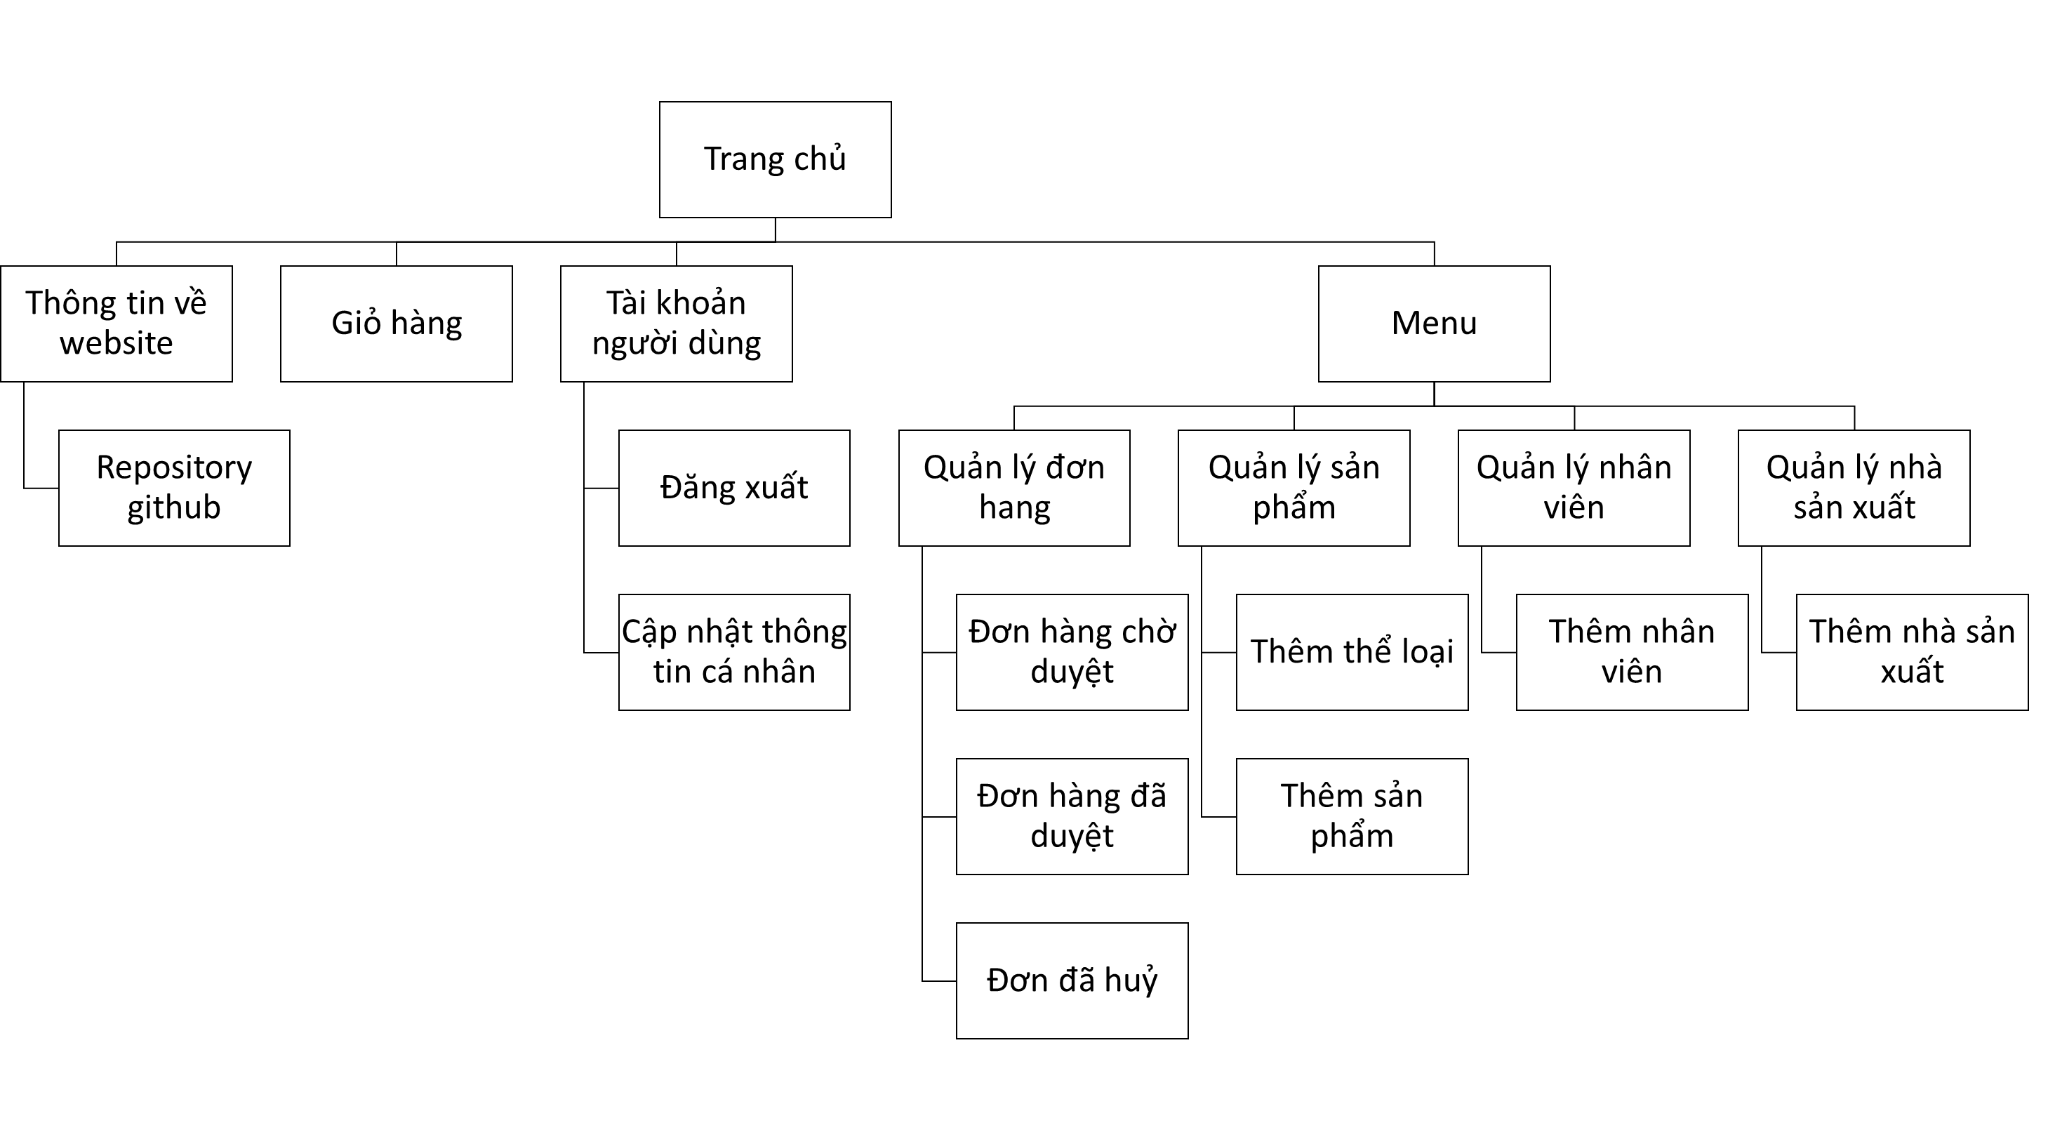 Trang chủ
Thông tin về
website
Giỏ hàng
Tài khoản
người dùng
Menu
Repository
github
Đăng xuất
Cập nhật thông
tin cá nhân
Quản lý đơn
hang
Quản lý sản
phẩm
Quản lý nhân
viên
Quản lý nhà
sản xuất
Đơn hàng chờ
duyệt
Đơn hàng đã
duyệt
Đơn đã huỷ
Thêm thể loại
Thêm sản
phẩm
Thêm nhân
viên
Thêm nhà sản
xuất